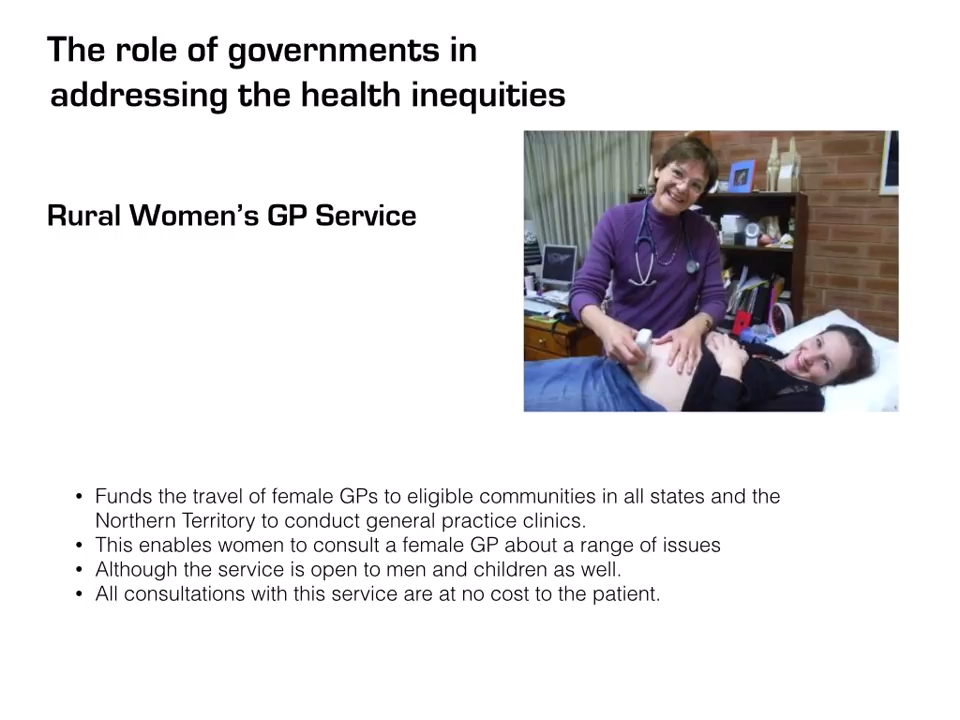 The role of governments in
addressing the health inequities
Rural Women's GP Service
• Funds the travel of female GPs to eligible communities in all states and the
Northern Territory to conduct general practice clinics.
• This enables women to consult a female GP about a range of issues
• Although the service is open to men and children as well.
• All consultations with this service are at no cost to the patient.